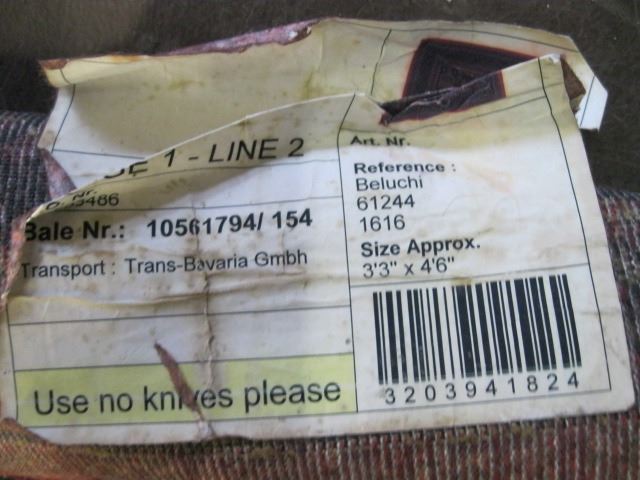 1 - LINE 2
Bale Nr.: 10561794/ 154
Transport : Trans-Bavaria Gmbh
Use no knives please
Art. Nr.
Reference :
Beluchi
61244
1616
Size Approx.
3'3" x 4'6"
3203941824